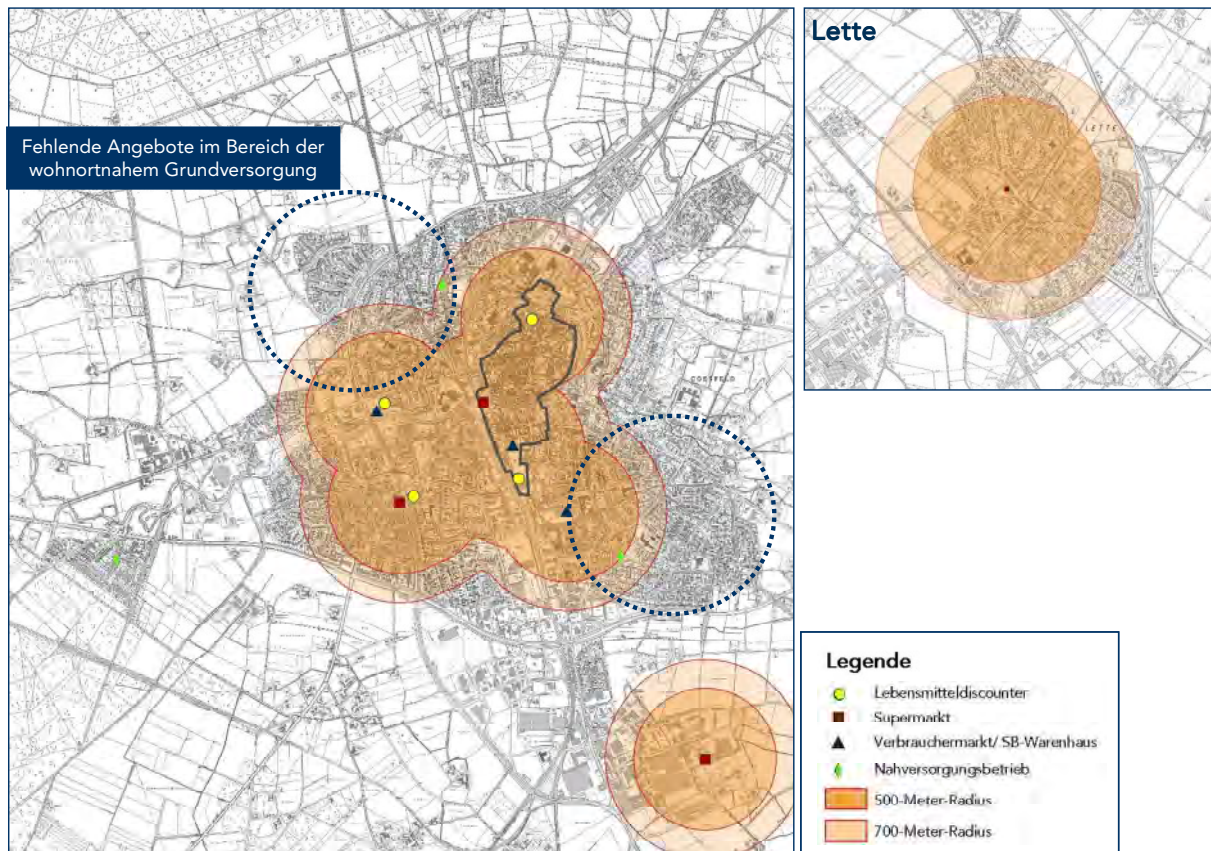 Lette
Fehlende Angebote im Bereich der
wohnortnahem Grundversorgung
LETTE
COESFELD
Legende
Lebensmitteldiscounter
Supermarkt
Verbrauchermarkt/ SB-Warenhaus
Nahversorgungsbetrieb
500-Meter-Radius
700-Meter-Radius